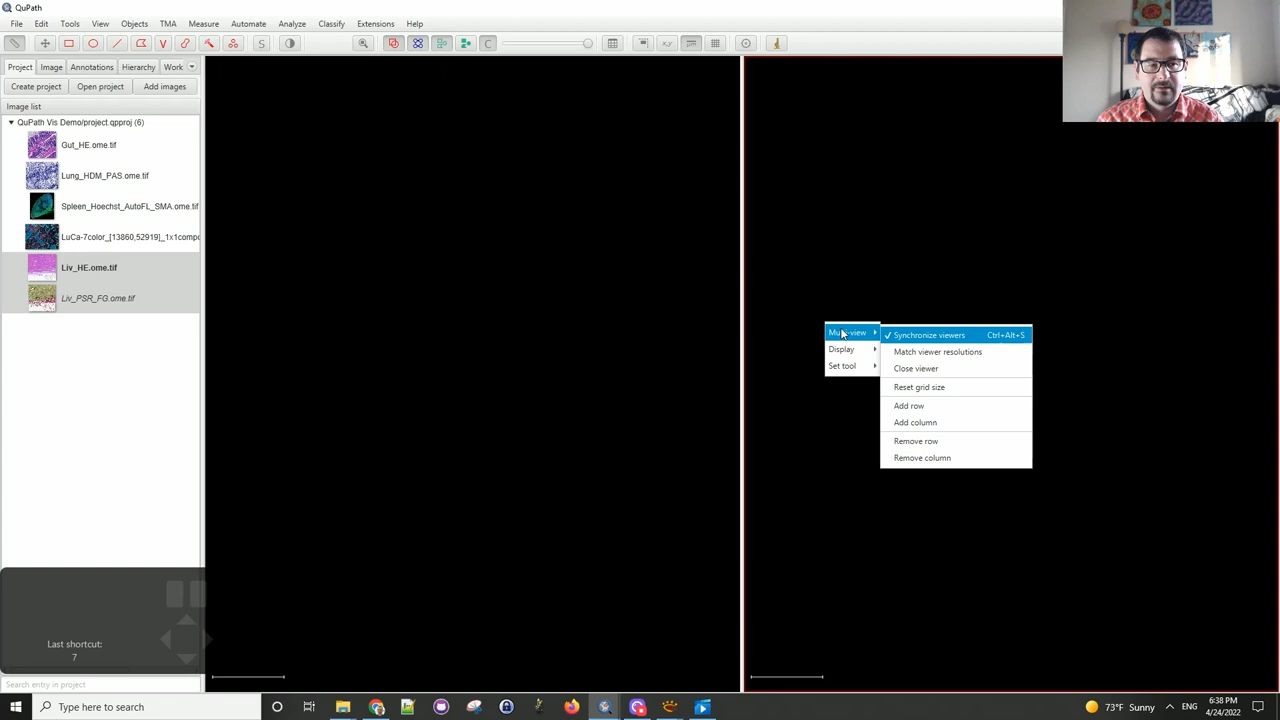 QuPath
File Edit Tools View Objects TMA Measure Automate Analyze Classify Extensions Help
S C
Project Image Annotations Hierarchy Work
Create project Open project Add images
Image list
QuPath Vis Demo/project.qpproj (6)
Gut_HE.ome.tif
Lung_HDM_PAS.ome.tif
Spleen_Hoechst_AutoFL_SMA.ome.tif
LuCa-7color_[13860,52919]_1x1compo
Liv_HE.ome.tif
Liv_PSR_FG.ome.tif
Display
Set tool
Synchronize viewers Ctrl+Alt+S
Match viewer resolutions
Close viewer
Reset grid size
Add row
Add column
Remove row
Remove column
Last shortcut:
7
Search entry in project
Type here to search
73°F Sunny ENG
6:38 PM
4/24/2022